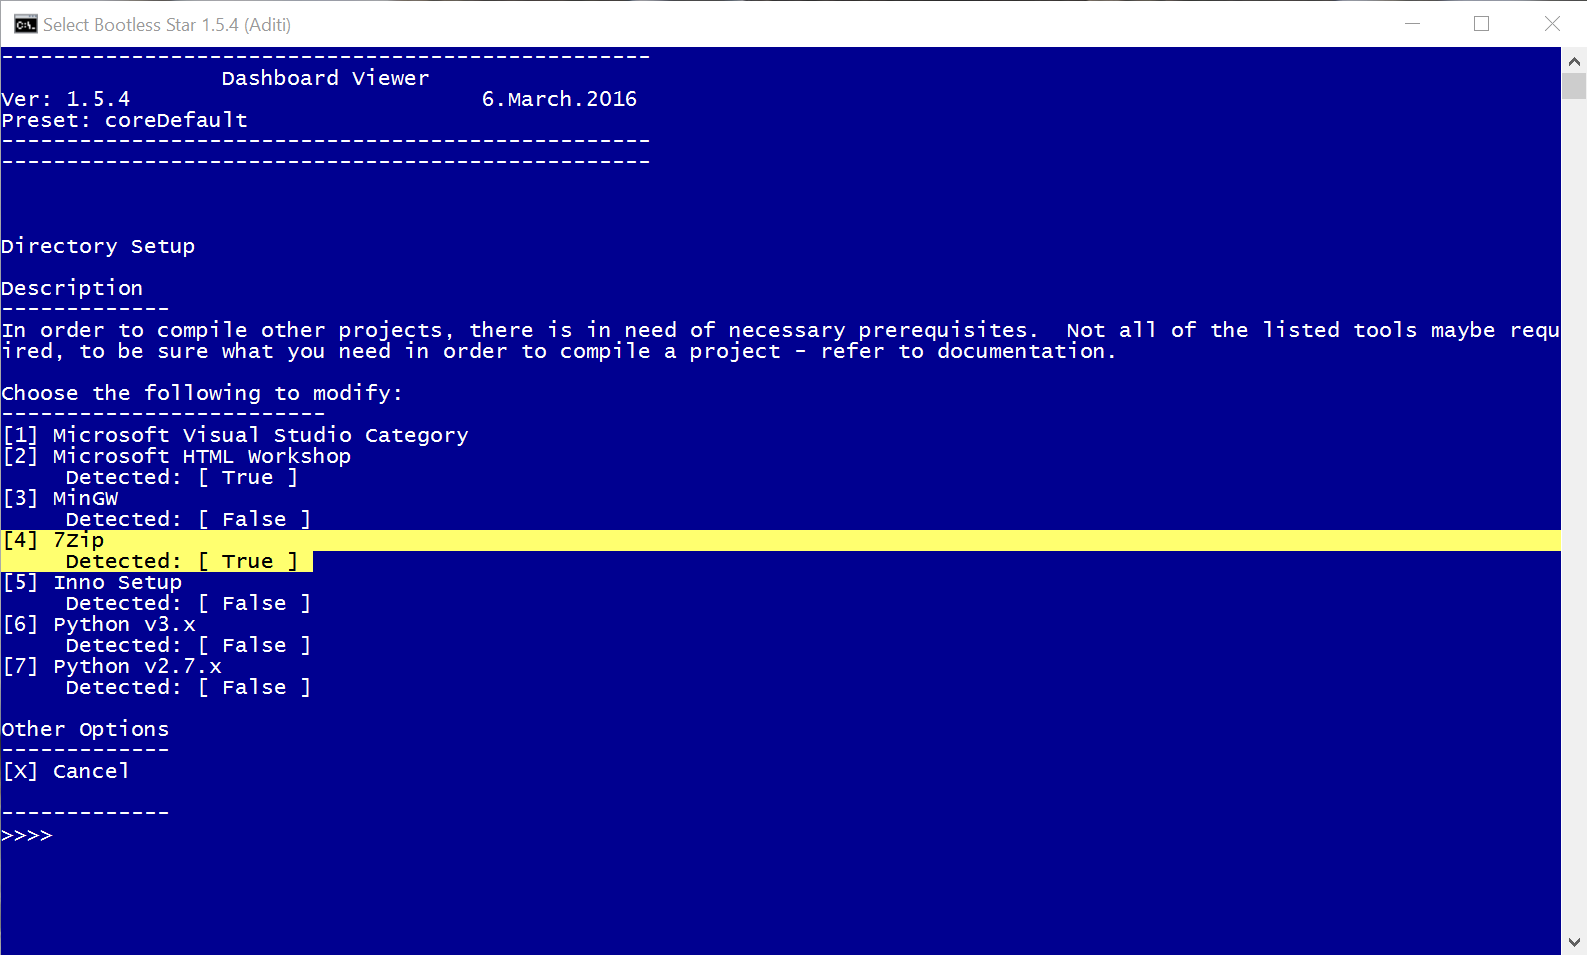 Select Bootless Star 1.5.4 (Aditi)
--------------------------------------------------
Dashboard Viewer
Ver: 1.5.4 6.March.2016
Preset: coreDefault
--------------------------------------------------
--------------------------------------------------
Directory Setup
Description
-------------
In order to compile other projects, there is in need of necessary prerequisites.  Not all of the listed tools maybe requ
ired, to be sure what you need in order to compile a project - refer to documentation.
Choose the following to modify:
-------------------------
[1] Microsoft Visual Studio Category
[2] Microsoft HTML Workshop
Detected: [ True ]
[3] MinGW
Detected: [ False ]
[4] 7Zip
Detected: [ True ]
[5] Inno Setup
Detected: [ False ]
[6] Python v3.x
Detected: [ False ]
[7] Python v2.7.x
Detected: [ False ]
Other Options
-------------
[X] Cancel
-------------
>>>>